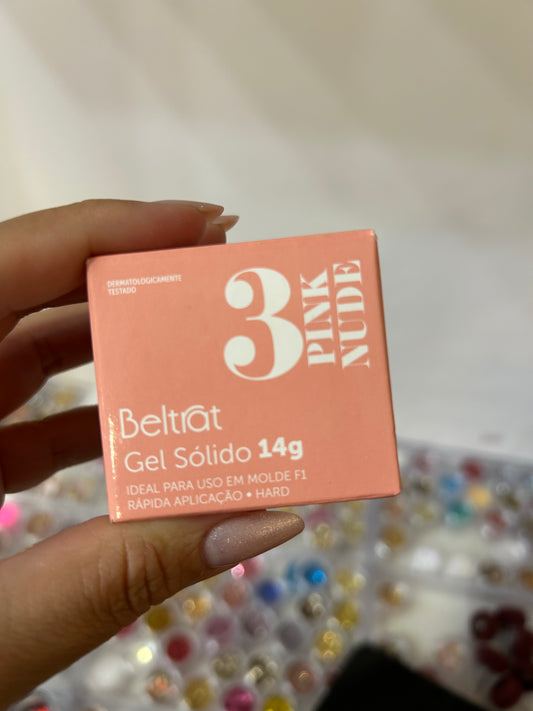 DERMATOLOGICAMENTE
TESTADO
3
PINK
NUDE
Beltrat
Gel Sólido 14g
IDEAL PARA USO EM MOLDE F1
RÁPIDA APLICAÇÃO • HARD